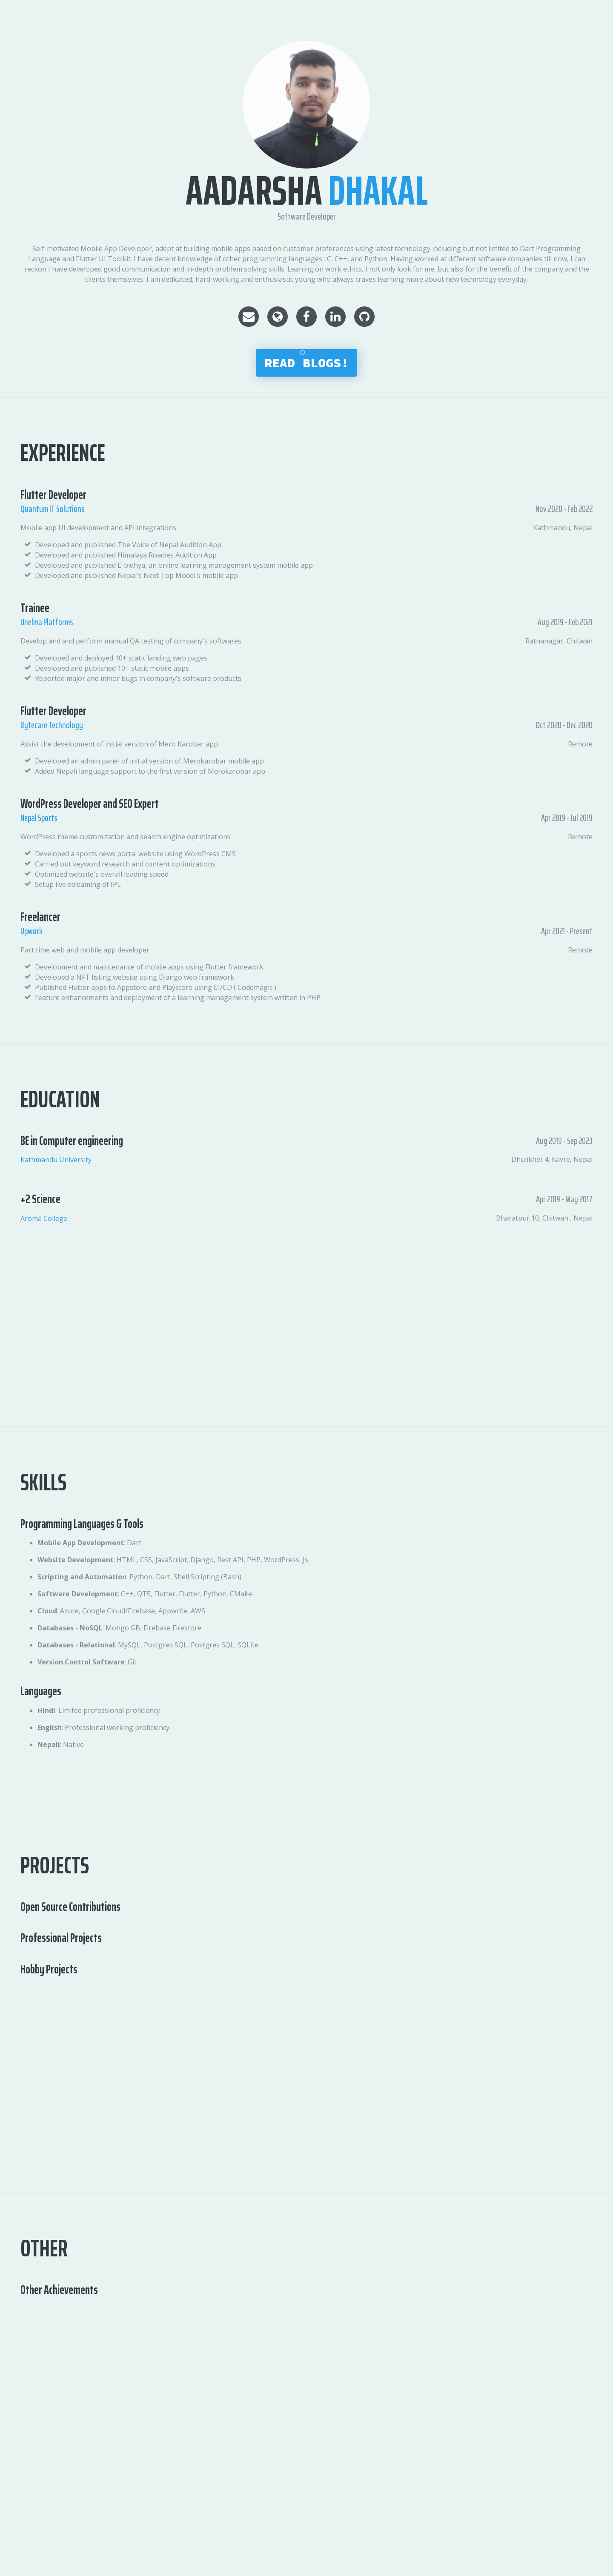 AADARSHA DHAKAL
Software Developer
Self-motivated Mobile App Developer, adept at building mobile apps based on customer preferences using latest technology including but not limited to Dart Programming
Language and Flutter UI Toolkit. I have decent knowledge of other programming languages : C, C++, and Python. Having worked at different software companies till now, I can
reckon I have developed good communication and in-depth problem solving skills. Leaning on work ethics, I not only look for me, but also for the benefit of the company and the
clients themselves. I am dedicated, hard-working and enthusiastic young who always craves learning more about new technology everyday.
READ BLOGS!
EXPERIENCE
Flutter Developer
Quantum IT Solutions Nov 2020 - Feb 2022
Mobile app UI development and API integrations Kathmandu, Nepal
Developed and published The Voice of Nepal Audition App
Developed and published Himalaya Roadies Audition App
Developed and published E-bidhya, an online learning management system mobile app
Developed and published Nepal's Next Top Model's mobile app
Trainee
Unelma Platforms Aug 2019 - Feb 2021
Develop and and perform manual QA testing of company's softwares. Ratnanagar, Chitwan
Developed and deployed 10+ static landing web pages
Developed and published 10+ static mobile apps
Reported major and minor bugs in company's software products.
Flutter Developer
Bytecare Technology Oct 2020 - Dec 2020
Assist the development of initial version of Mero Karobar app. Remote
Developed an admin panel of initial version of Merokarobar mobile app
Added Nepali language support to the first version of Merokarobar app
WordPress Developer and SEO Expert
Nepal Sports Apr 2019 - Jul 2019
WordPress theme customization and search engine optimizations Remote
Developed a sports news portal website using WordPress CMS
Carried out keyword research and content optimizations
Optimized website's overall loading speed
Setup live streaming of IPL
Freelancer
Upwork Apr 2021 - Present
Part time web and mobile app developer Remote
Development and maintenance of mobile apps using Flutter framework
Developed a NFT listing website using Django web framework
Published Flutter apps to Appstore and Playstore using CI/CD ( Codemagic )
Feature enhancements and deployment of a learning management system written in PHP
EDUCATION
BE in Computer engineering Aug 2019 - Sep 2023
Kathmandu University Dhulikhel-4, Kavre, Nepal
+2 Science Apr 2019 - May 2017
Aroma College Bharatpur 10, Chitwan , Nepal
SKILLS
Programming Languages & Tools
Mobile App Development: Dart
Website Development: HTML, CSS, JavaScript, Django, Rest API, PHP, WordPress, Js
Scripting and Automation: Python, Dart, Shell Scripting (Bash)
Software Development: C++, QT5, Flutter, Flutter, Python, CMake
Cloud: Azure, Google Cloud/Firebase, Appwrite, AWS
Databases - NoSQL: Mongo GB, Firebase Firestore
Databases - Relational: MySQL, Postgres SQL, Postgres SQL, SQLite
Version Control Software: Git
Languages
Hindi: Limited professional proficiency
English: Professional working proficiency
Nepali: Native
PROJECTS
Open Source Contributions
Professional Projects
Hobby Projects
OTHER
Other Achievements